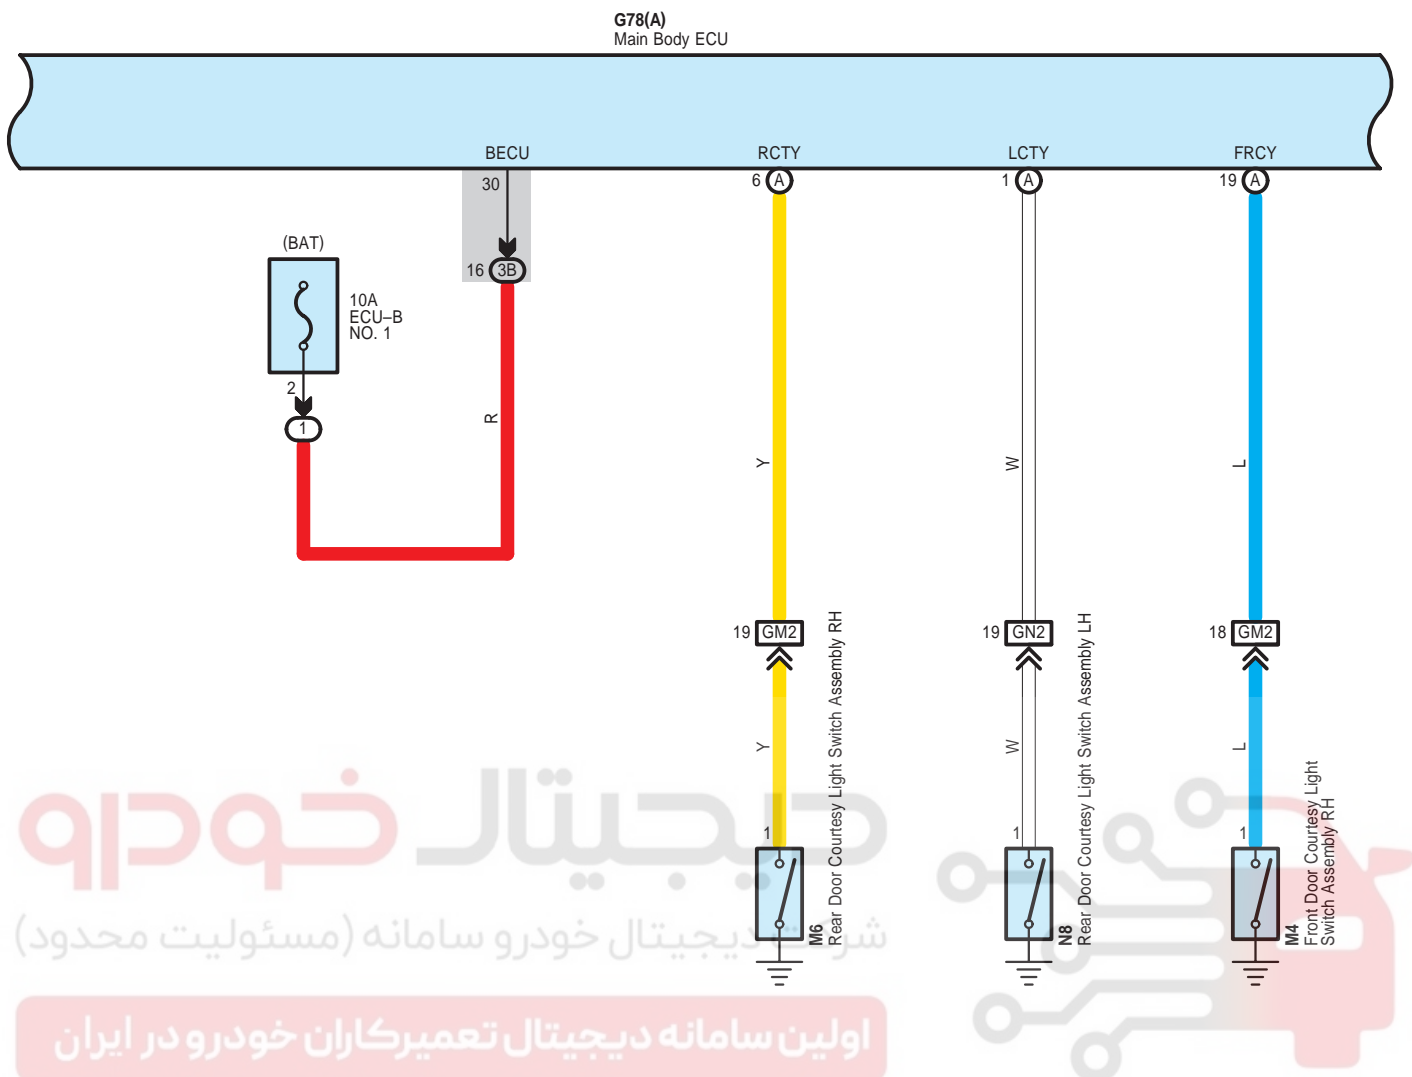 G78(A)
Main Body ECU
BECU
RCTY
LCTY
FRCY
30
6 A
1 A
19 A
(BAT)
16 3B
10A
ECU–B
NO. 1
2
1
R
Y
W
L
19 GM2
19 GN2
18 GM2
Y
W
L
1
1
1
M6
Rear Door Courtesy Light Switch Assembly RH
N8
Rear Door Courtesy Light Switch Assembly LH
M4
Front Door Courtesy Light
Switch Assembly RH
دیجیتال خودرو
شرکت دیجیتال خودرو سامانه (مسئولیت محدود)
اولین سامانه دیجیتال تعمیرکاران خودرو در ایران